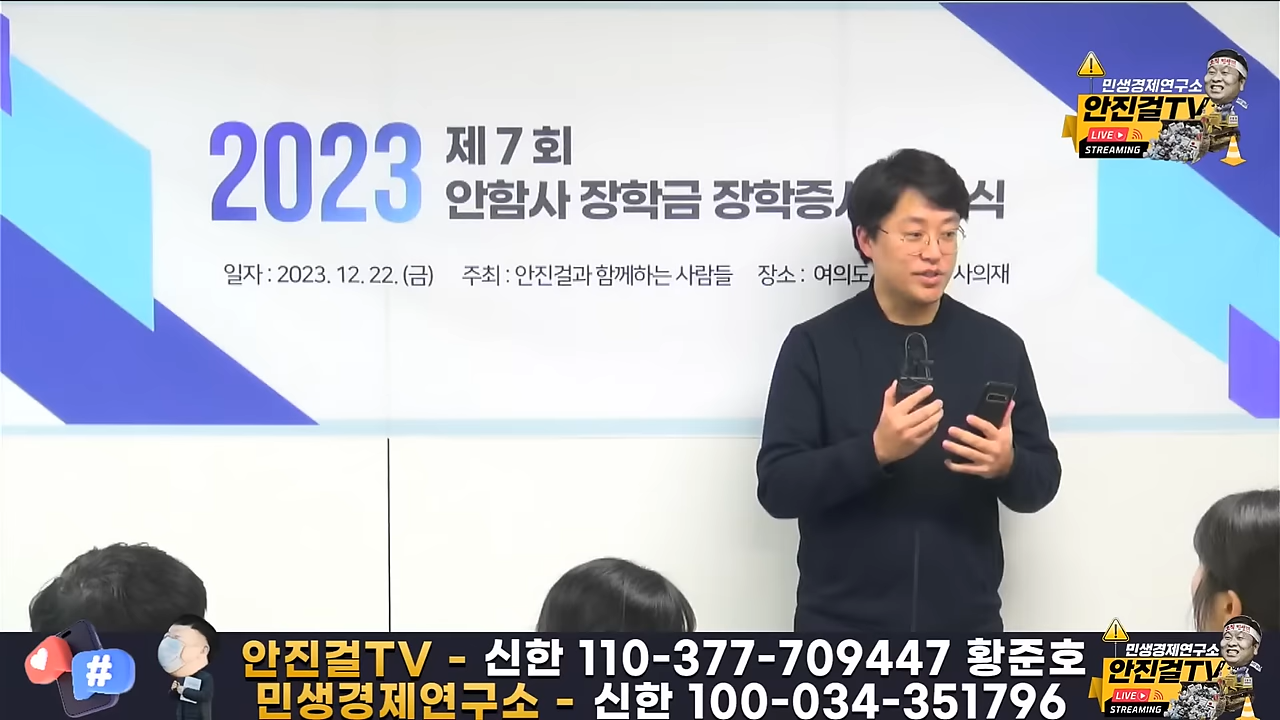 2023 제 7 회
안함사 장학금 장학증 식
일자 : 2023. 12. 22. (금) 주최 : 안진걸과 함께하는 사람들 장소 : 여의도 사의재
민생경제연구소
안진걸TV
LIVE
STREAMING
#
안진걸TV - 신한 110-377-709447 황준호
민생경제연구소 - 신한 100-034-351796
민생경제연구소
안진걸TV
LIVE
STREAMING